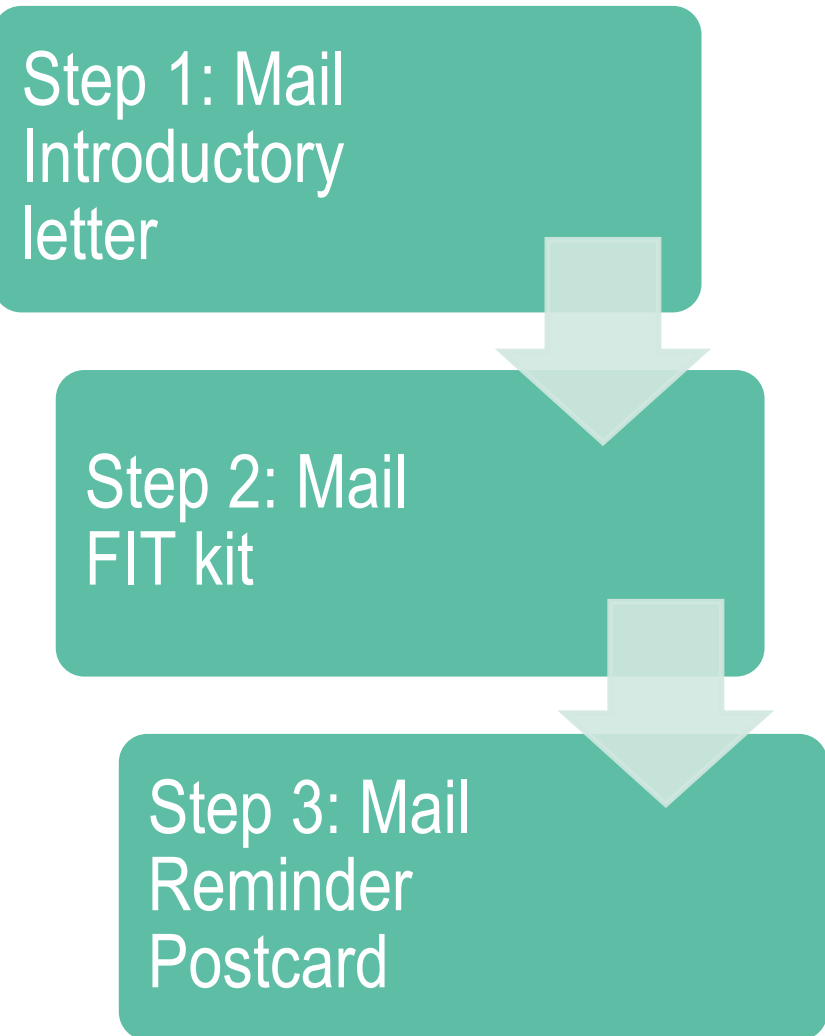 Step 1: Mail
Introductory
letter
Step 2: Mail
FIT kit
Step 3: Mail
Reminder
Postcard